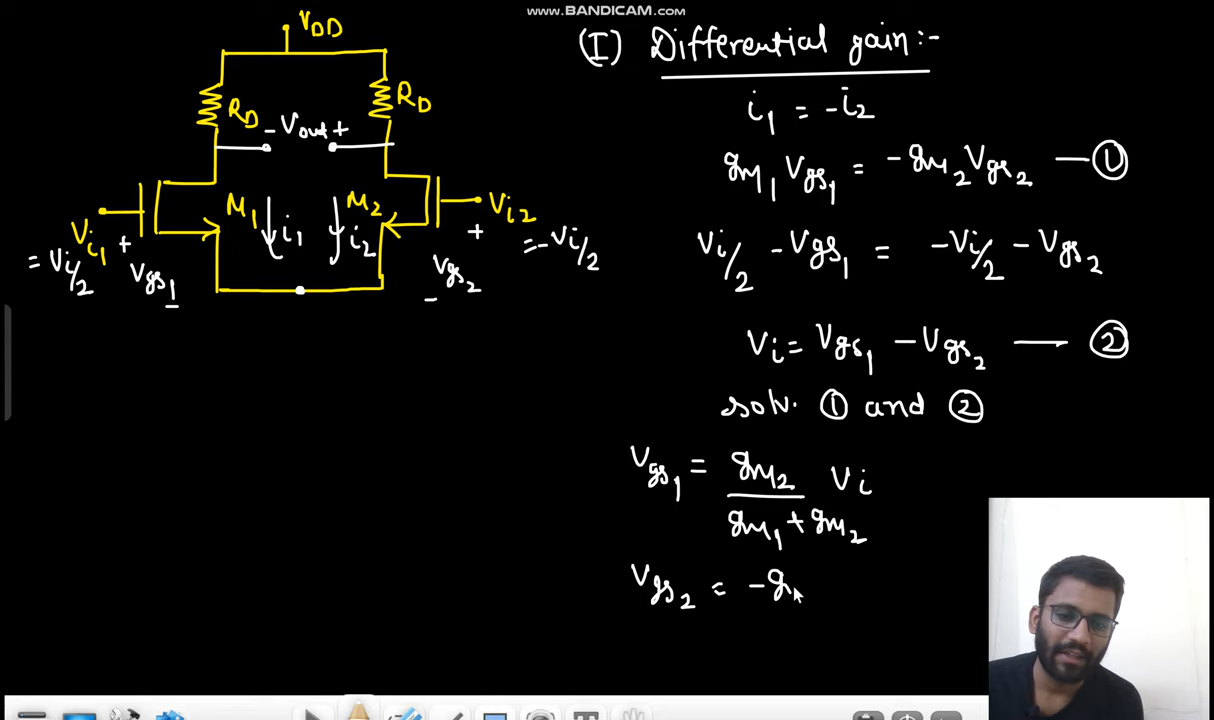 www.BANDICAM.com
VDD
RD
RD
- Vout +
M1
M2
i1
i2
Vi1
= Vi/2
+
Vgs1
-
Vi2
= -Vi/2
+
Vgs2
-
(I) Differential gain:-
i1 = -i2
gm1 Vgs1 = -gm2 Vgs2 — ①
Vi/2 - Vgs1 = -Vi/2 - Vgs2
Vi = Vgs1 - Vgs2 — ②
solv. ① and ②
Vgs1 = gm2 / (gm1 + gm2) Vi
Vgs2 = -g